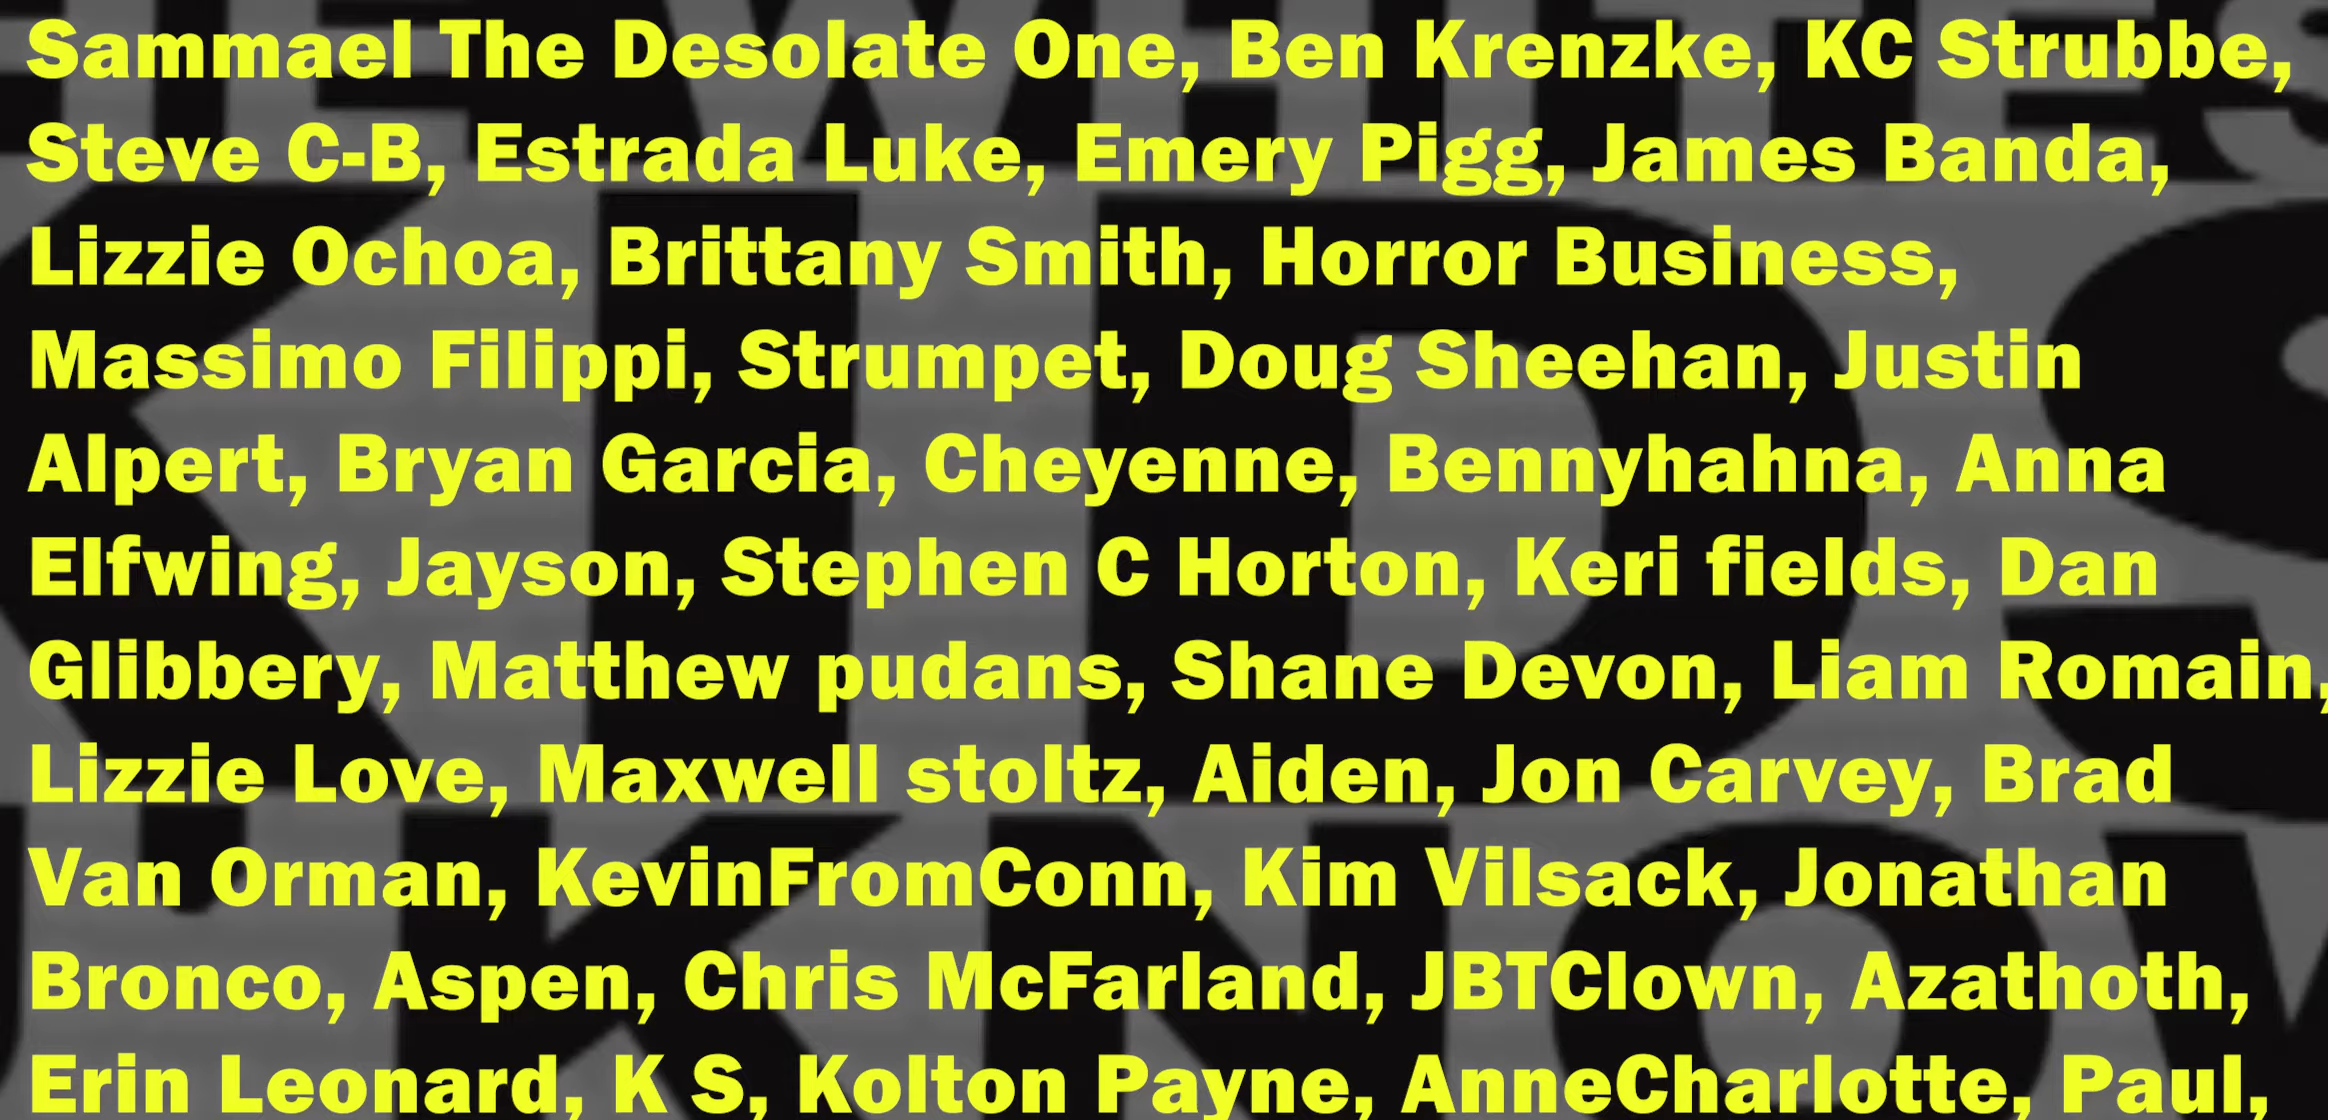 Sammael The Desolate One, Ben Krenzke, KC Strubbe,
Steve C-B, Estrada Luke, Emery Pigg, James Banda,
Lizzie Ochoa, Brittany Smith, Horror Business,
Massimo Filippi, Strumpet, Doug Sheehan, Justin
Alpert, Bryan Garcia, Cheyenne, Bennyhahna, Anna
Elfwing, Jayson, Stephen C Horton, Keri fields, Dan
Glibbery, Matthew pudans, Shane Devon, Liam Romain,
Lizzie Love, Maxwell stoltz, Aiden, Jon Carvey, Brad
Van Orman, KevinFromConn, Kim Vilsack, Jonathan
Bronco, Aspen, Chris McFarland, JBTClown, Azathoth,
Erin Leonard, K S, Kolton Payne, AnneCharlotte, Paul,